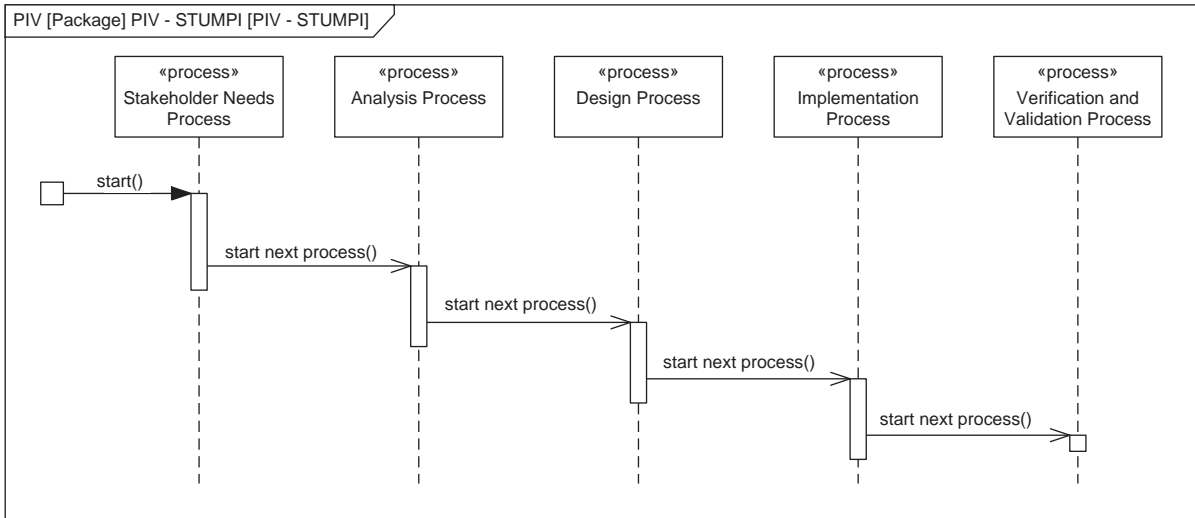 PIV [Package] PIV - STUMPI [PIV - STUMPI]
«process»
Stakeholder Needs
Process
«process»
Analysis Process
«process»
Design Process
«process»
Implementation
Process
«process»
Verification and
Validation Process
start()
start next process()
start next process()
start next process()
start next process()